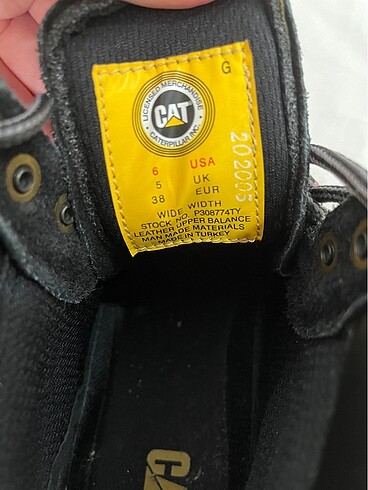 G
LICENSED MERCHANDISE
CAT
CATERPILLAR INC.
6 USA
5 UK
38 EUR
WIDE WIDTH
STOCK NO. P308774TY
LEATHER UPPER BALANCE
MAN MADE MATERIALS
MADE IN TURKEY
202005
CA